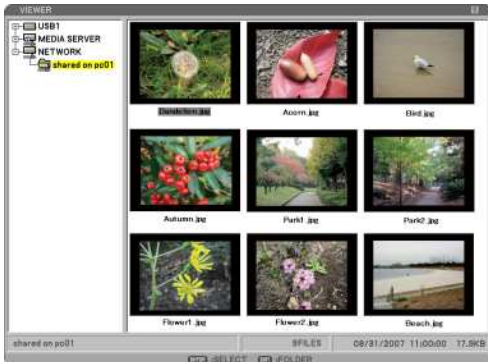 VIEWER
USB1
MEDIA SERVER
NETWORK
shared on pc01
Dandelion.jpg
Acorn.jpg
Bird.jpg
Autumn.jpg
Park1.jpg
Park2.jpg
Flower1.jpg
Flower2.jpg
Beach.jpg
shared on pc01
9FILES
08/31/2007 11:00:00
17.9KB
:SELECT
:FOLDER